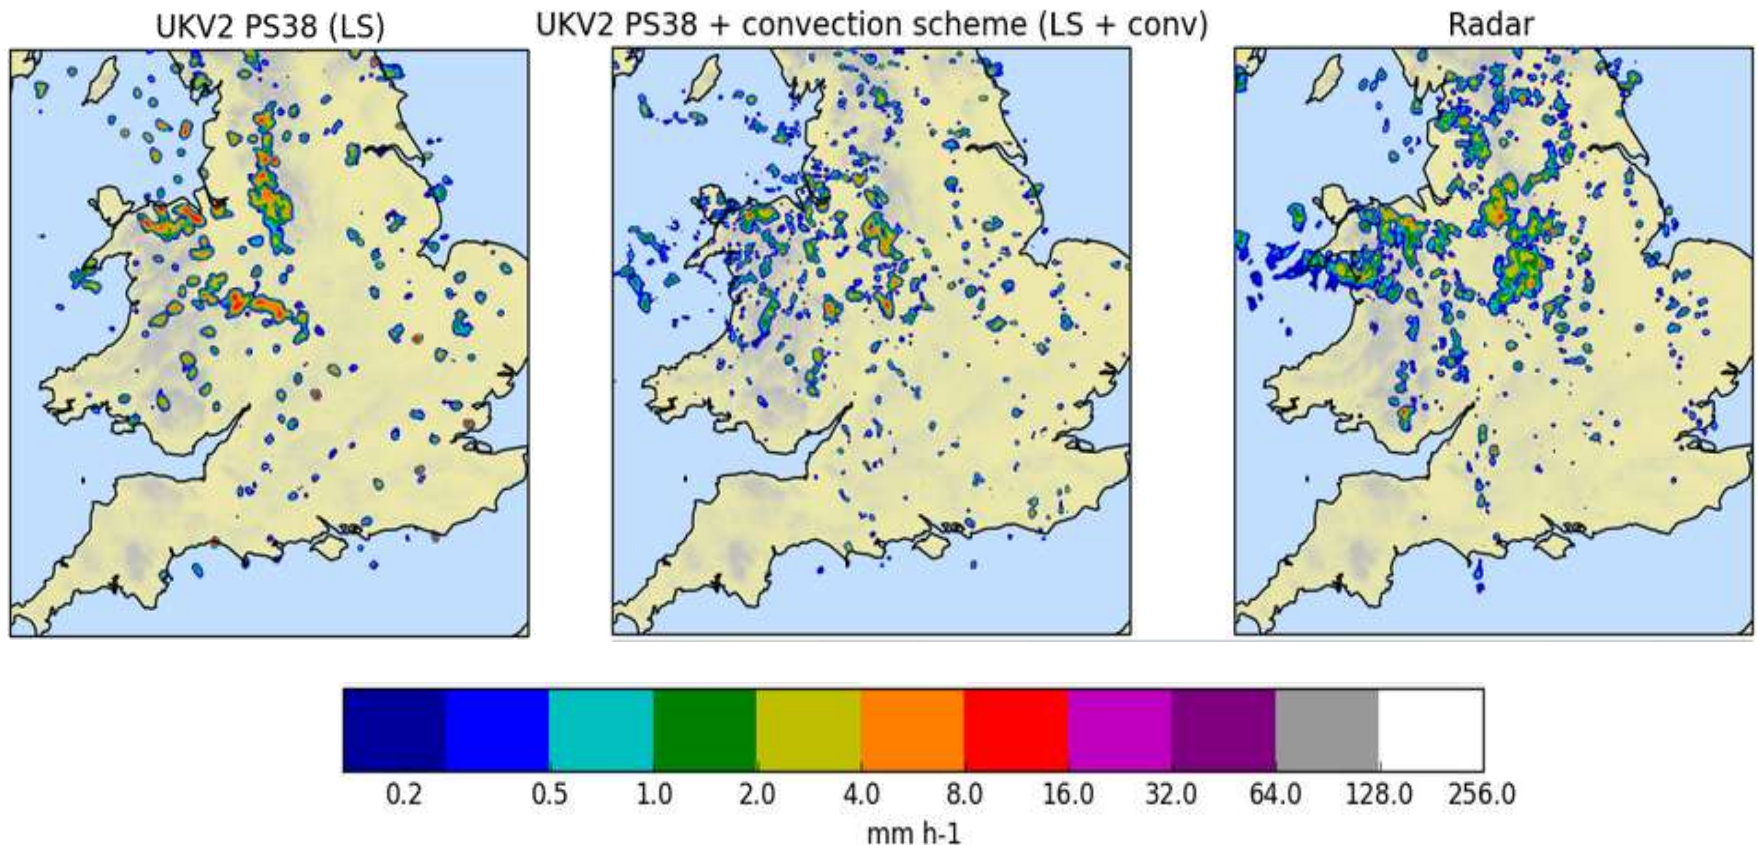 UKV2 PS38 (LS)
UKV2 PS38 + convection scheme (LS + conv)
Radar
0.2 0.5 1.0 2.0 4.0 8.0 16.0 32.0 64.0 128.0 256.0
mm h-1